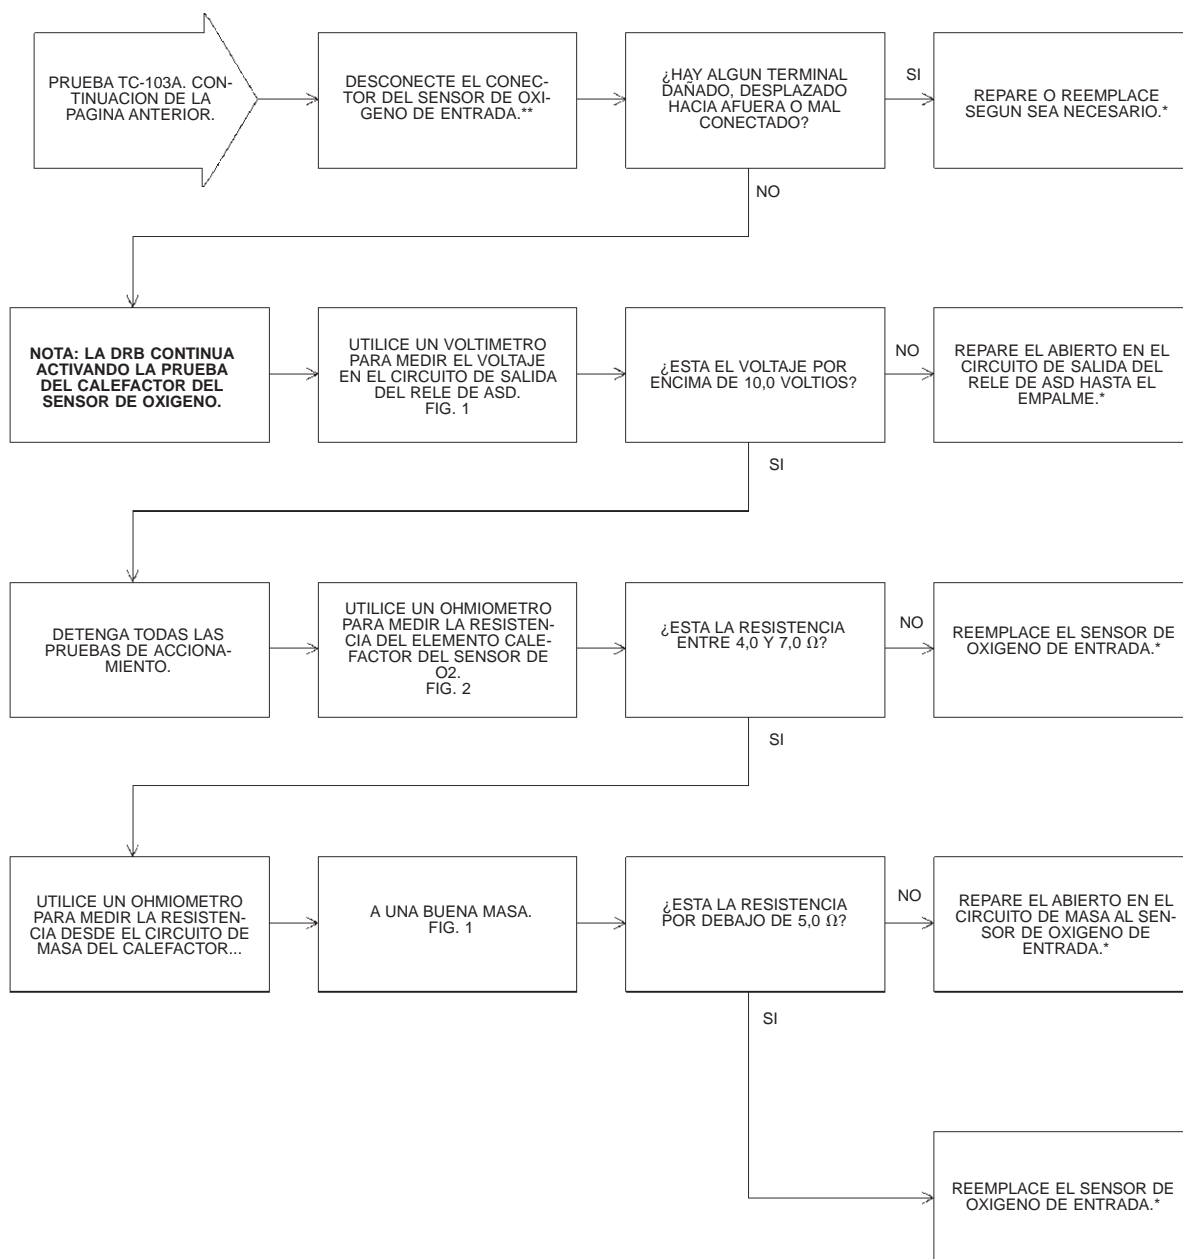 PRUEBA TC-103A. CON-
TINUACION DE LA
PAGINA ANTERIOR.
DESCONECTE EL CONEC-
TOR DEL SENSOR DE OXI-
GENO DE ENTRADA.**
¿HAY ALGUN TERMINAL
DAÑADO, DESPLAZADO
HACIA AFUERA O MAL
CONECTADO?
SI
REPARE O REEMPLACE
SEGUN SEA NECESARIO.*
NO
NOTA: LA DRB CONTINUA
ACTIVANDO LA PRUEBA
DEL CALEFACTOR DEL
SENSOR DE OXIGENO.
UTILICE UN VOLTIMETRO
PARA MEDIR EL VOLTAJE
EN EL CIRCUITO DE SALIDA
DEL RELE DE ASD.
FIG. 1
¿ESTA EL VOLTAJE POR
ENCIMA DE 10,0 VOLTIOS?
NO
REPARE EL ABIERTO EN EL
CIRCUITO DE SALIDA DEL
RELE DE ASD HASTA EL
EMPALME.*
SI
DETENGA TODAS LAS
PRUEBAS DE ACCIONA-
MIENTO.
UTILICE UN OHMIOMETRO
PARA MEDIR LA RESISTEN-
CIA DEL ELEMENTO CALE-
FACTOR DEL SENSOR DE
O2.
FIG. 2
¿ESTA LA RESISTENCIA
ENTRE 4,0 Y 7,0 Ω?
NO
REEMPLACE EL SENSOR DE
OXIGENO DE ENTRADA.*
SI
UTILICE UN OHMIOMETRO
PARA MEDIR LA RESISTEN-
CIA DESDE EL CIRCUITO DE
MASA DEL CALEFACTOR...
A UNA BUENA MASA.
FIG. 1
¿ESTA LA RESISTENCIA
POR DEBAJO DE 5,0 Ω?
NO
REPARE EL ABIERTO EN EL
CIRCUITO DE MASA AL SEN-
SOR DE OXIGENO DE
ENTRADA.*
SI
REEMPLACE EL SENSOR DE
OXIGENO DE ENTRADA.*